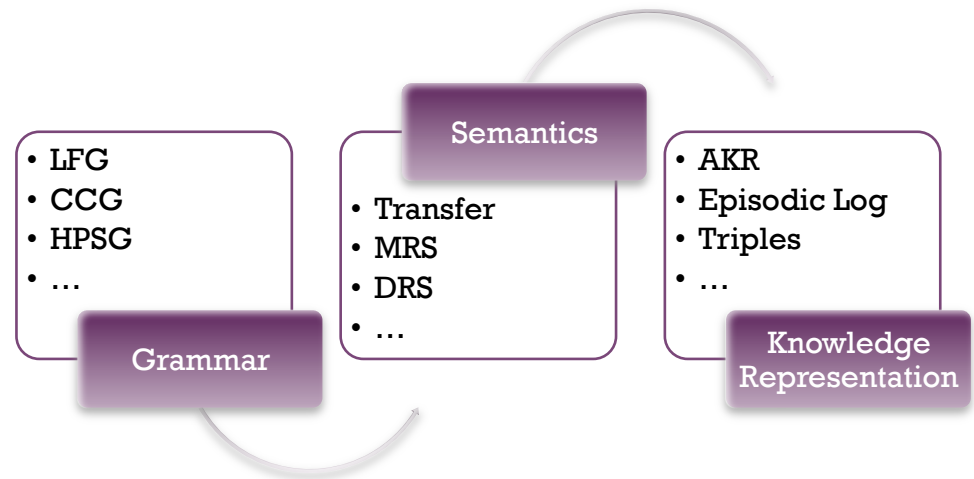 • LFG
• CCG
• HPSG
• …
Grammar
Semantics
• Transfer
• MRS
• DRS
• …
• AKR
• Episodic Log
• Triples
• …
Knowledge
Representation